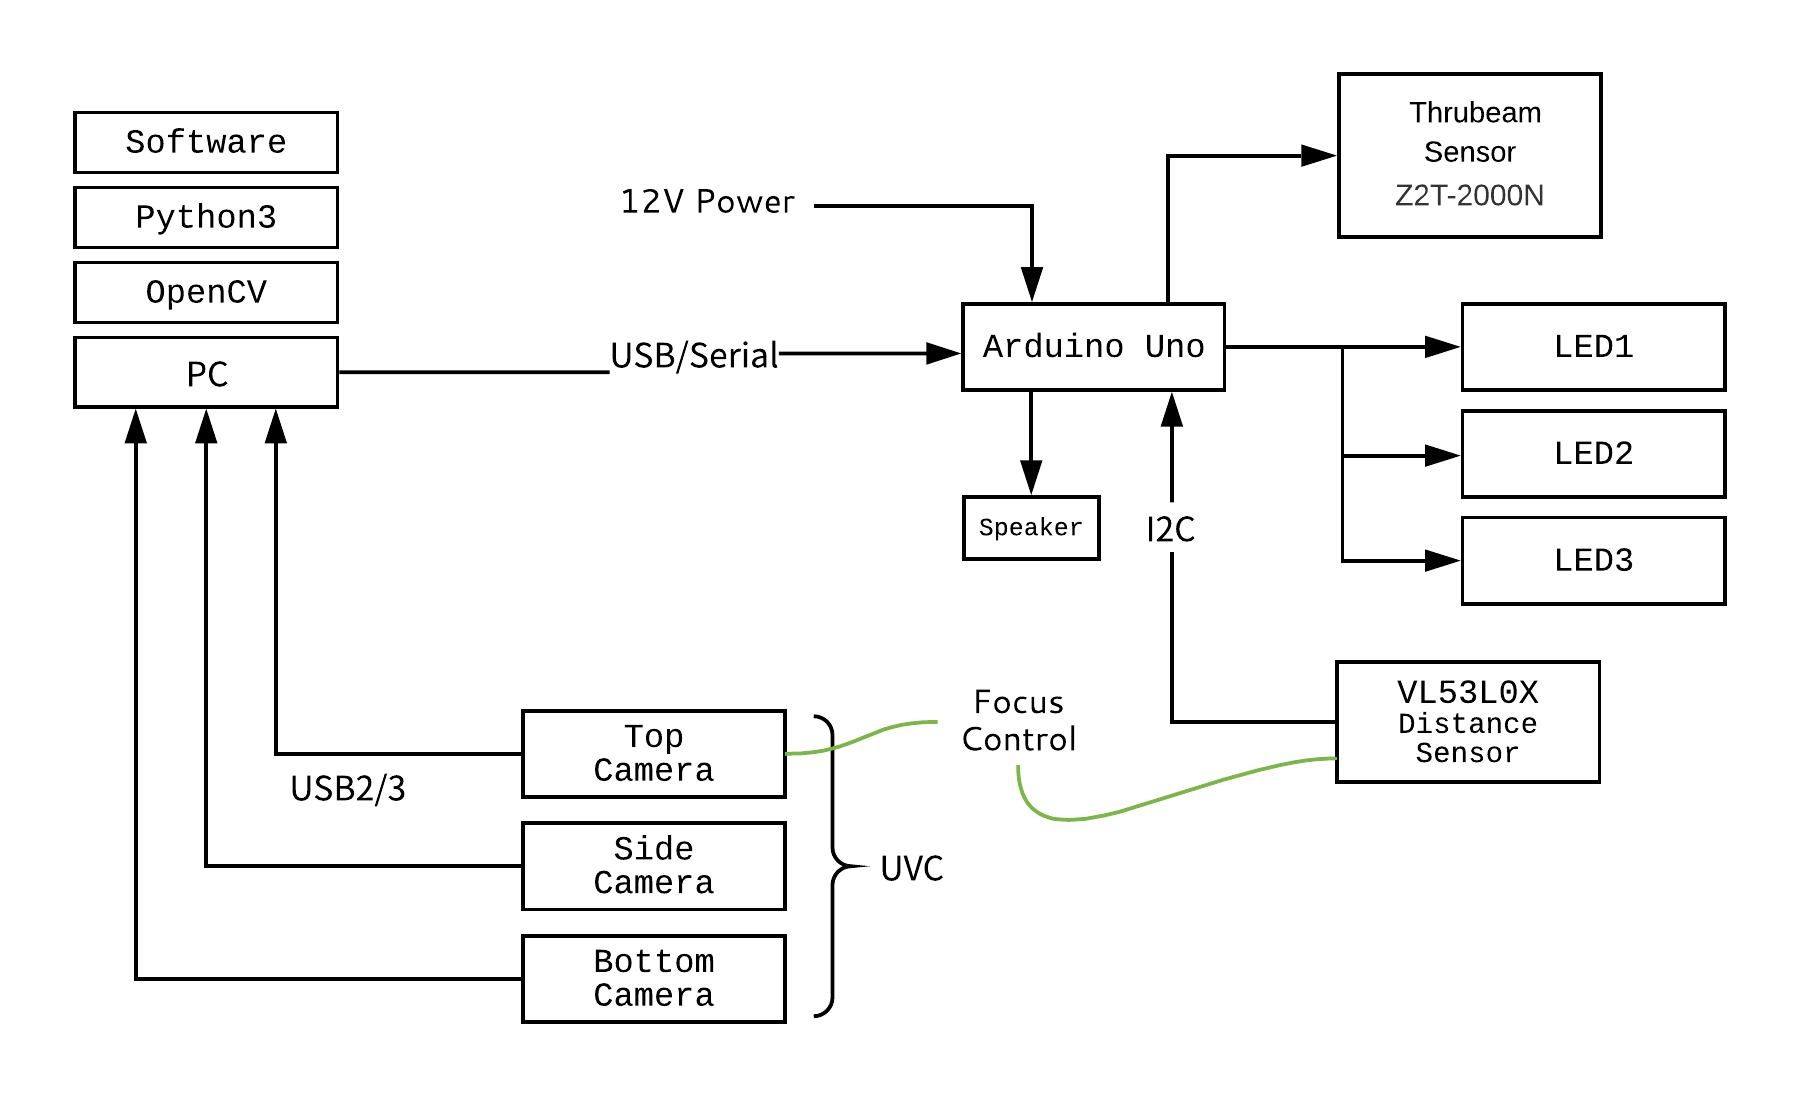 Software
Python3
OpenCV
PC
12V Power
USB/Serial
Arduino Uno
Thrubeam
Sensor
Z2T-2000N
LED1
LED2
LED3
Speaker
I2C
VL53L0X
Distance
Sensor
Focus
Control
Top
Camera
USB2/3
Side
Camera
UVC
Bottom
Camera